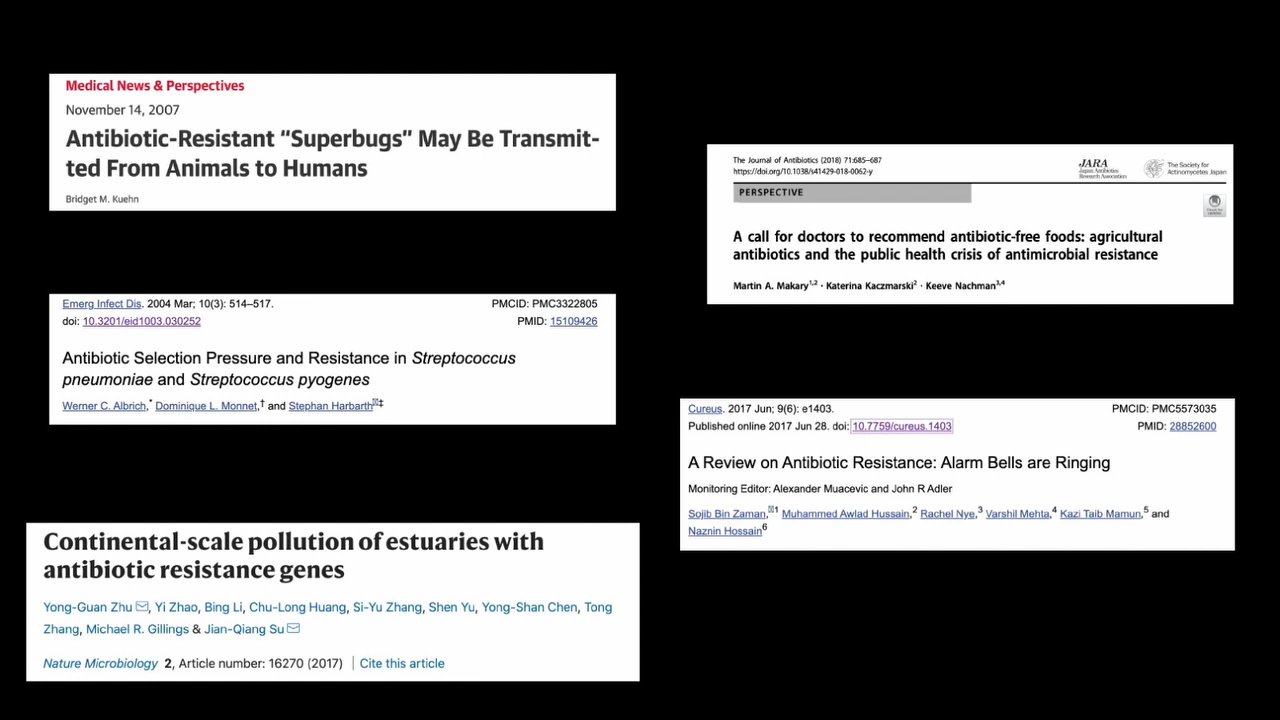 Medical News & Perspectives
November 14, 2007
Antibiotic-Resistant “Superbugs” May Be Transmit-
ted From Animals to Humans
Bridget M. Kuehn
Emerg Infect Dis. 2004 Mar; 10(3): 514–517.
PMCID: PMC3322805
doi: 10.3201/eid1003.030252
PMID: 15109426
Antibiotic Selection Pressure and Resistance in Streptococcus
pneumoniae and Streptococcus pyogenes
Werner C. Albrich,* Dominique L. Monnet,† and Stephan Harbarth✉‡
Continental-scale pollution of estuaries with
antibiotic resistance genes
Yong-Guan Zhu ✉, Yi Zhao, Bing Li, Chu-Long Huang, Si-Yu Zhang, Shen Yu, Yong-Shan Chen, Tong
Zhang, Michael R. Gillings & Jian-Qiang Su ✉
Nature Microbiology 2, Article number: 16270 (2017) | Cite this article
The Journal of Antibiotics (2018) 71:685–687
https://doi.org/10.1038/s41429-018-0062-y
JARA
Japan Antibiotics
Research Association
The Society for
Actinomycetes Japan
PERSPECTIVE
Check for
updates
A call for doctors to recommend antibiotic-free foods: agricultural
antibiotics and the public health crisis of antimicrobial resistance
Martin A. Makary1,2 · Katerina Kaczmarski2 · Keeve Nachman3,4
Cureus. 2017 Jun; 9(6): e1403.
PMCID: PMC5573035
Published online 2017 Jun 28. doi: 10.7759/cureus.1403
PMID: 28852600
A Review on Antibiotic Resistance: Alarm Bells are Ringing
Monitoring Editor: Alexander Muacevic and John R Adler
Sojib Bin Zaman,✉1 Muhammed Awlad Hussain,2 Rachel Nye,3 Varshil Mehta,4 Kazi Taib Mamun,5 and
Naznin Hossain6